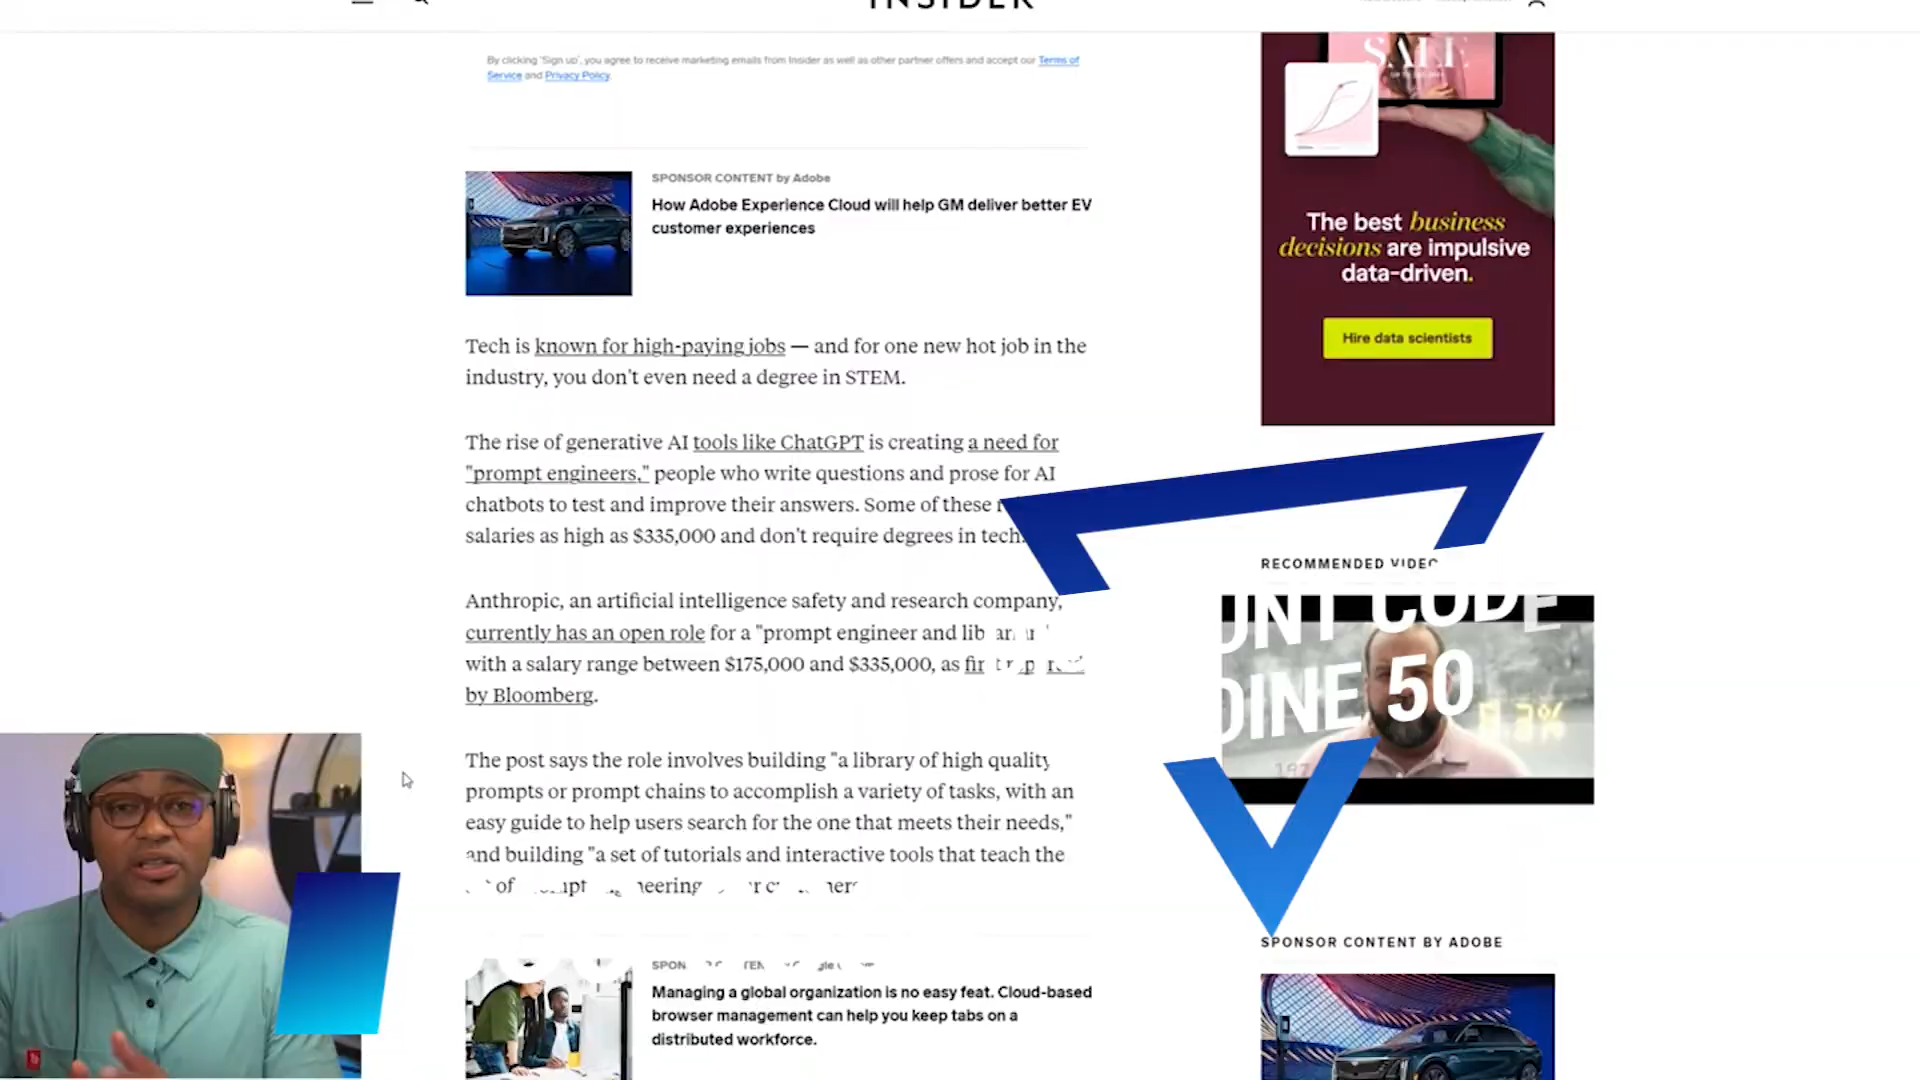 INSIDER
By clicking 'Sign up', you agree to receive marketing emails from Insider as well as other partner offers and accept our Terms of
Service and Privacy Policy.
SPONSOR CONTENT by Adobe
How Adobe Experience Cloud will help GM deliver better EV
customer experiences
Tech is known for high-paying jobs — and for one new hot job in the
industry, you don't even need a degree in STEM.
The rise of generative AI tools like ChatGPT is creating a need for
"prompt engineers," people who write questions and prose for AI
chatbots to test and improve their answers. Some of these
salaries as high as $335,000 and don't require degrees in tech.
Anthropic, an artificial intelligence safety and research company,
currently has an open role for a "prompt engineer and
with a salary range between $175,000 and $335,000, as
by Bloomberg.
The post says the role involves building "a library of high quality
prompts or prompt chains to accomplish a variety of tasks, with an
easy guide to help users search for the one that meets their needs,"
and building "a set of tutorials and interactive tools that teach the
of
Managing a global organization is no easy feat. Cloud-based
browser management can help you keep tabs on a
distributed workforce.
SALE
The best business
decisions are impulsive
data-driven.
Hire data scientists
RECOMMENDED VIDEO
UNT CODE
DINE 50
SPONSOR CONTENT BY ADOBE